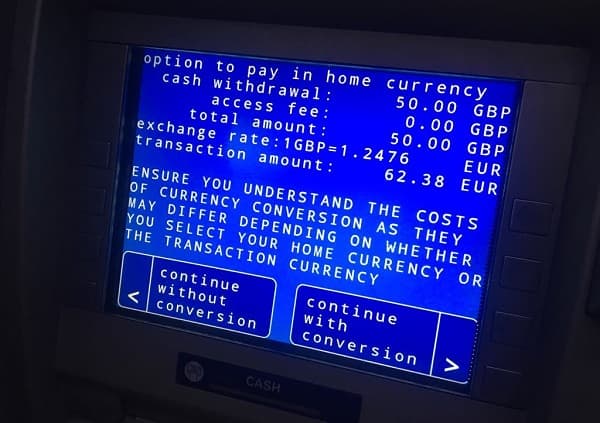 option to pay in home currency
cash withdrawal: 50.00 GBP
access fee: 0.00 GBP
total amount: 50.00 GBP
exchange rate:1GBP=1.2476 EUR
transaction amount: 62.38 EUR
ENSURE YOU UNDERSTAND THE COSTS
OF CURRENCY CONVERSION AS THEY
MAY DIFFER DEPENDING ON WHETHER
YOU SELECT YOUR HOME CURRENCY OR
THE TRANSACTION CURRENCY
<
continue
without
conversion
continue
with
conversion
>
CASH